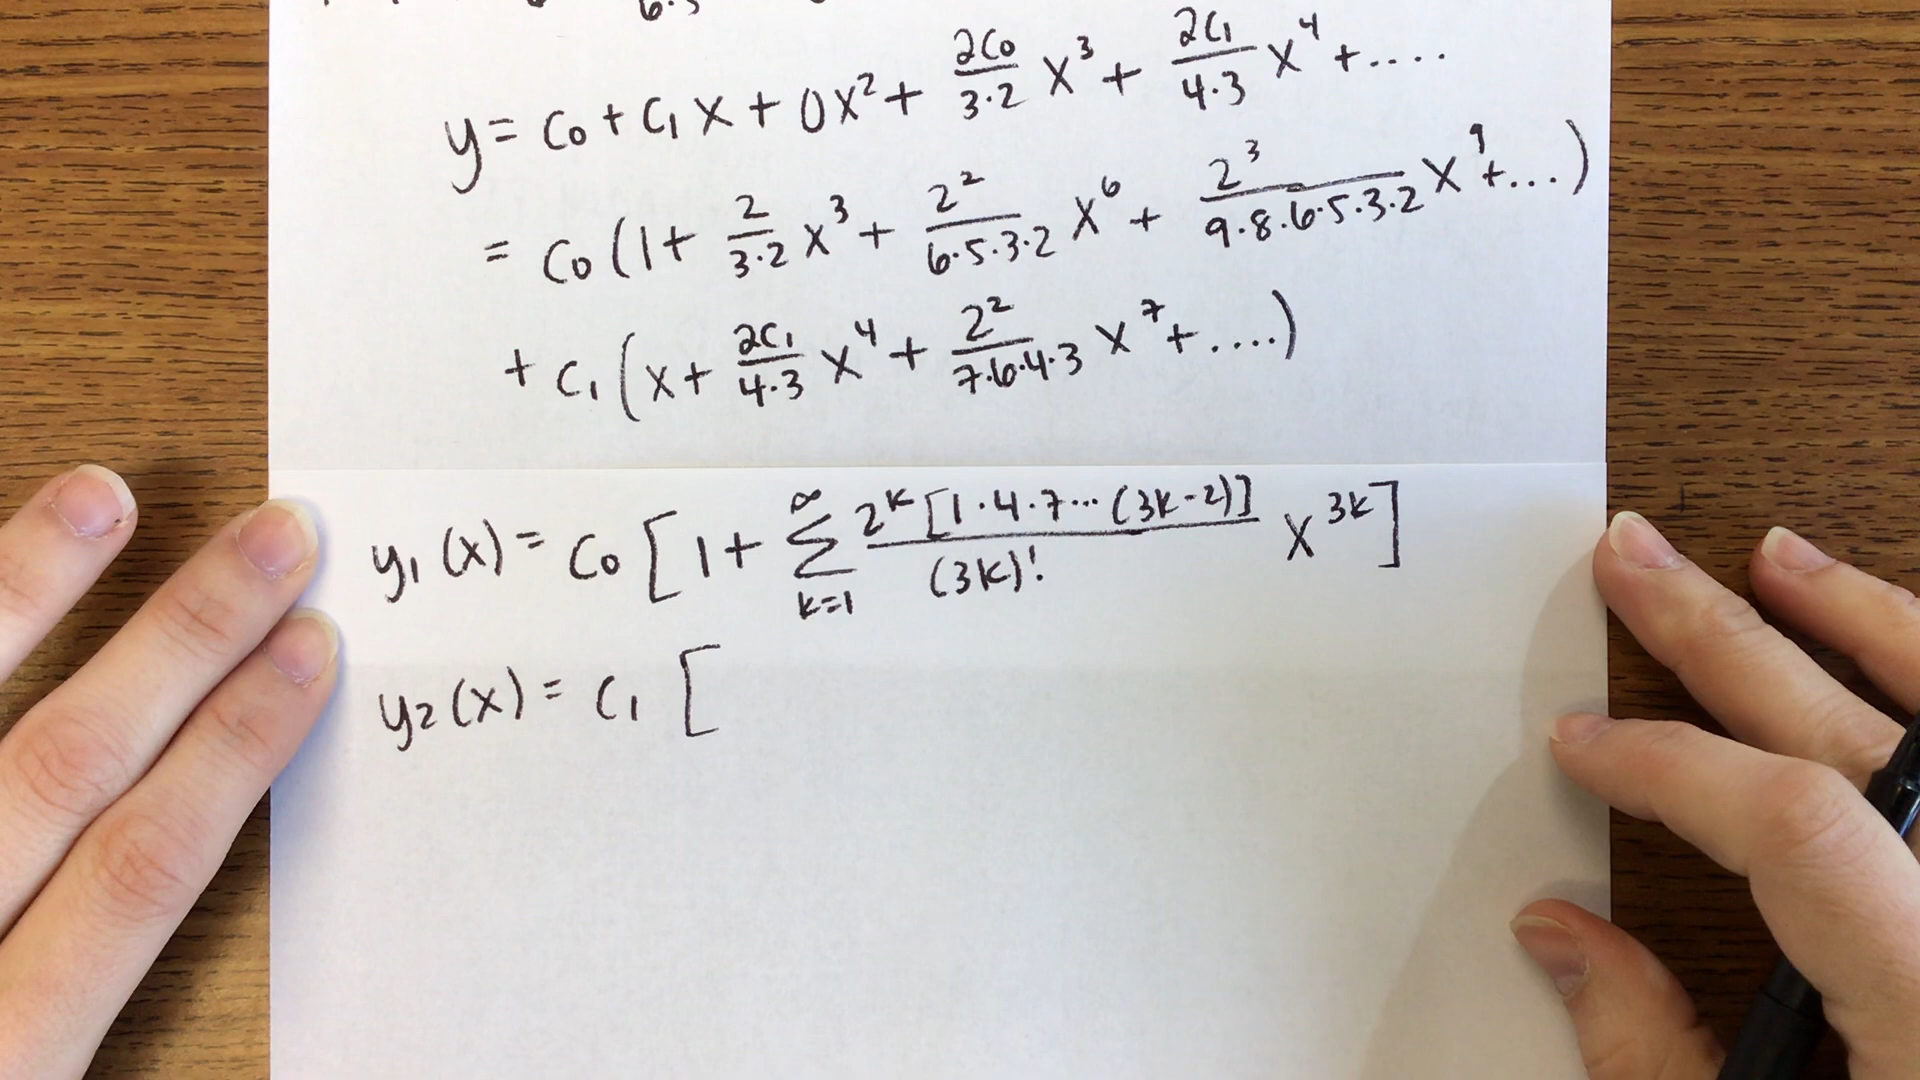 6·5
y = c₀ + c₁x + 0x² + 2c₀/3·2 x³ + 2c₁/4·3 x⁴ + ....
= c₀(1 + 2/3·2 x³ + 2²/6·5·3·2 x⁶ + 2³/9·8·6·5·3·2 x⁹ + ...)
+ c₁(x + 2c₁/4·3 x⁴ + 2²/7·6·4·3 x⁷ + ....)
y₁(x) = c₀[1 + ∞∑k=1 2ᵏ[1·4·7···(3k-2)]/(3k)! x³ᵏ]
y₂(x) = c₁[